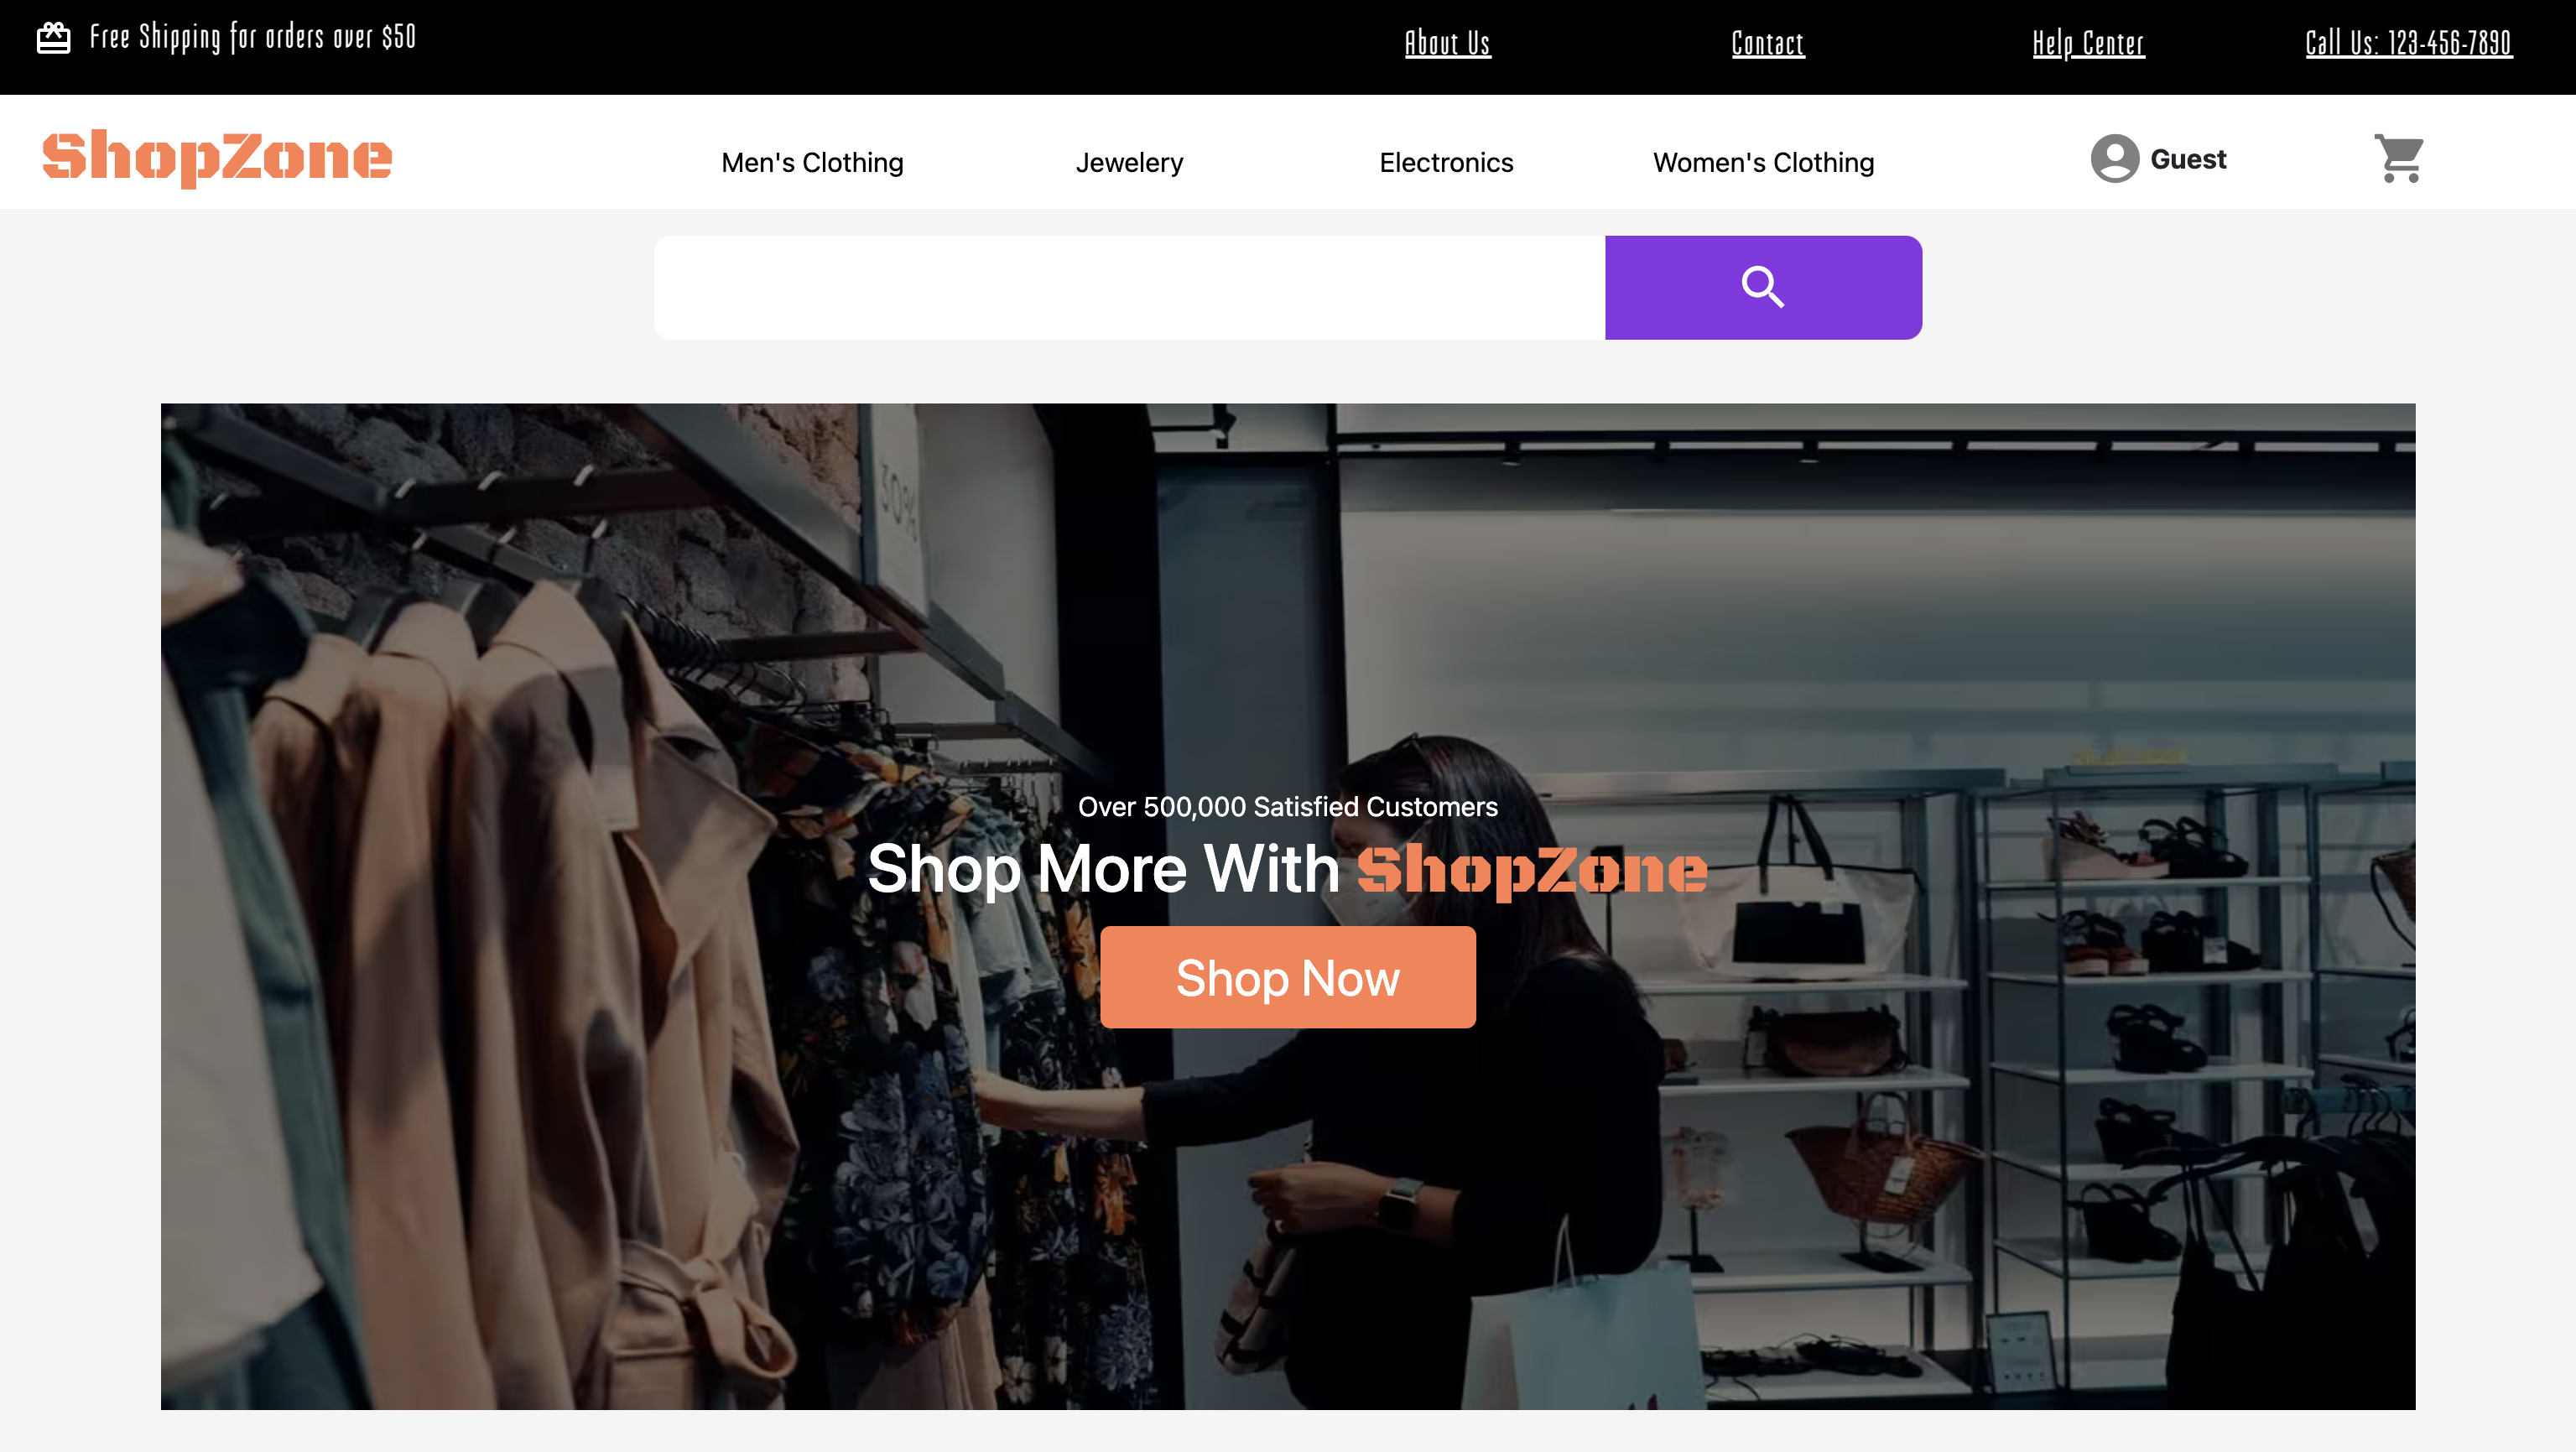 Free Shipping for orders over $50
About Us
Contact
Help Center
Call Us: 123-456-7890
ShopZone
Men's Clothing
Jewelery
Electronics
Women's Clothing
Guest
30%
Over 500,000 Satisfied Customers
Shop More With ShopZone
Shop Now